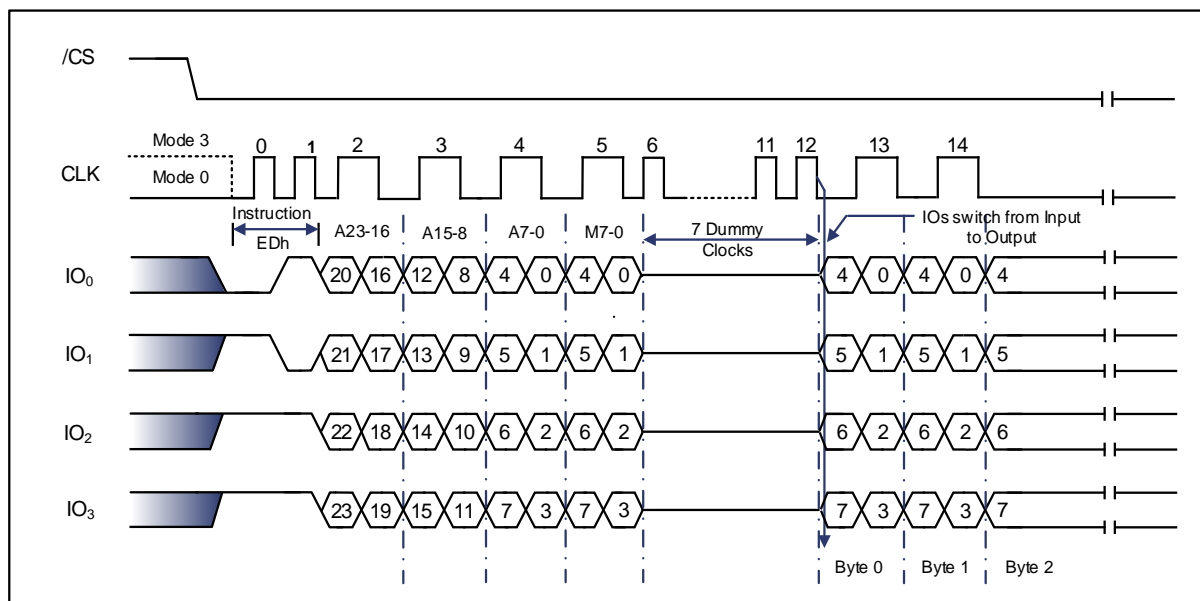 /CS
Mode 3
0 1 2 3 4 5 6 11 12 13 14
CLK
Mode 0
Instruction
EDh
A23-16 A15-8 A7-0 M7-0
7 Dummy
Clocks
IOs switch from Input
to Output
IO0 20 16 12 8 4 0 4 0 4 0 4 0 4
IO1 21 17 13 9 5 1 5 1 5 1 5 1 5
IO2 22 18 14 10 6 2 6 2 6 2 6 2 6
IO3 23 19 15 11 7 3 7 3 7 3 7 3 7
Byte 0 Byte 1 Byte 2